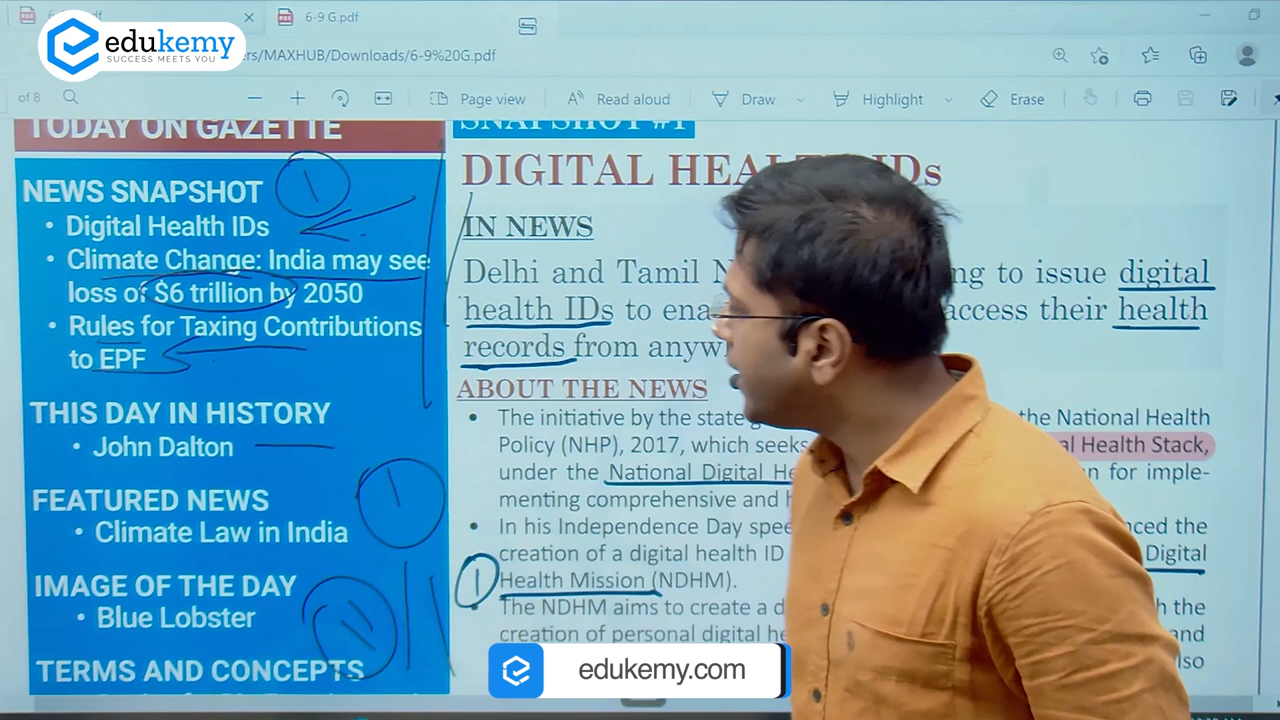 6-9 G.pdf
edukemy
SUCCESS MEETS YOU
ers/MAXHUB/Downloads/6-9%20G.pdf
of 8
Page view
Read aloud
Draw
Highlight
Erase
TODAY ON GAZETTE
NEWS SNAPSHOT
• Digital Health IDs
• Climate Change: India may see
loss of $6 trillion by 2050
• Rules for Taxing Contributions
to EPF
THIS DAY IN HISTORY
• John Dalton
FEATURED NEWS
• Climate Law in India
IMAGE OF THE DAY
• Blue Lobster
TERMS AND CONCEPTS
SNAPSHOT #1
DIGITAL HEA IDs
IN NEWS
Delhi and Tamil N ng to issue digital
health IDs to ena access their health
records from anyw
ABOUT THE NEWS
• The initiative by the state g the National Health
Policy (NHP), 2017, which seeks al Health Stack,
under the National Digital He n for imple-
menting comprehensive and h
• In his Independence Day spee nced the
creation of a digital health ID Digital
Health Mission (NDHM).
The NDHM aims to create a d h the
creation of personal digital he and
lso
edukemy.com